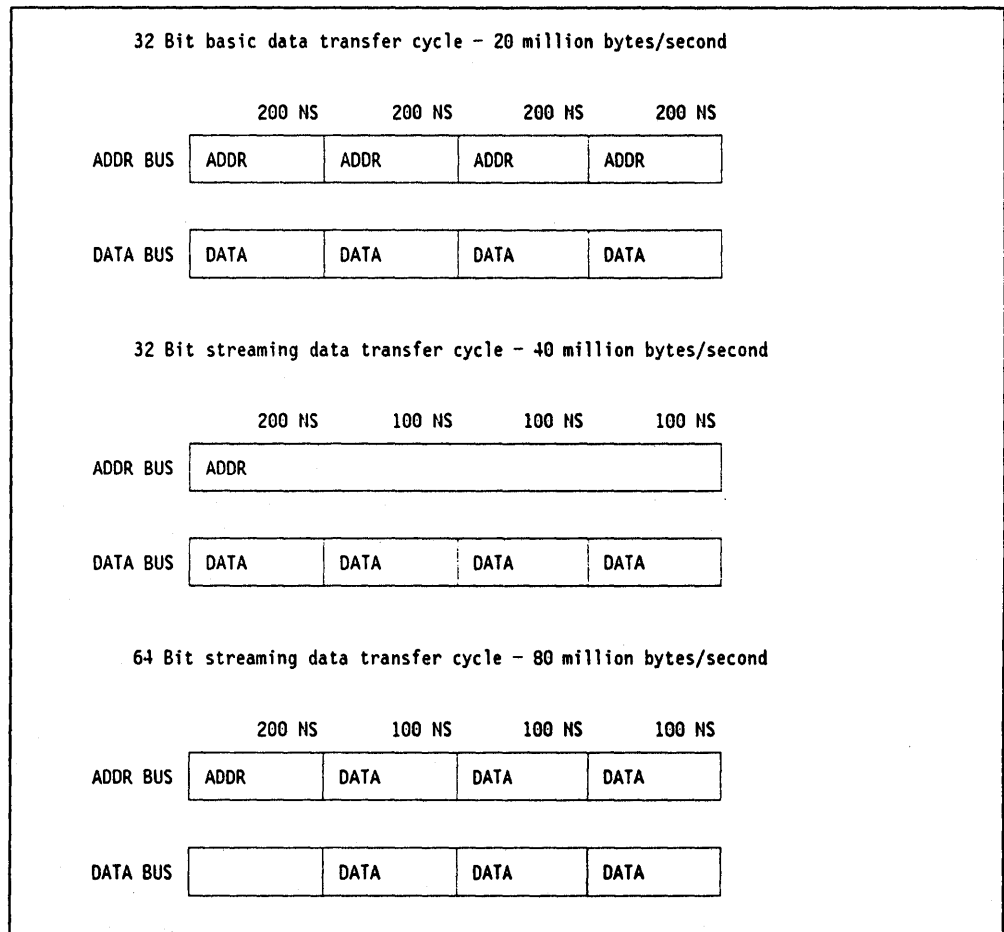 32 Bit basic data transfer cycle – 20 million bytes/second
200 NS 200 NS 200 NS 200 NS
ADDR BUS ADDR ADDR ADDR ADDR
DATA BUS DATA DATA DATA DATA
32 Bit streaming data transfer cycle – 40 million bytes/second
200 NS 100 NS 100 NS 100 NS
ADDR BUS ADDR
DATA BUS DATA DATA DATA DATA
64 Bit streaming data transfer cycle – 80 million bytes/second
200 NS 100 NS 100 NS 100 NS
ADDR BUS ADDR DATA DATA DATA
DATA BUS DATA DATA DATA